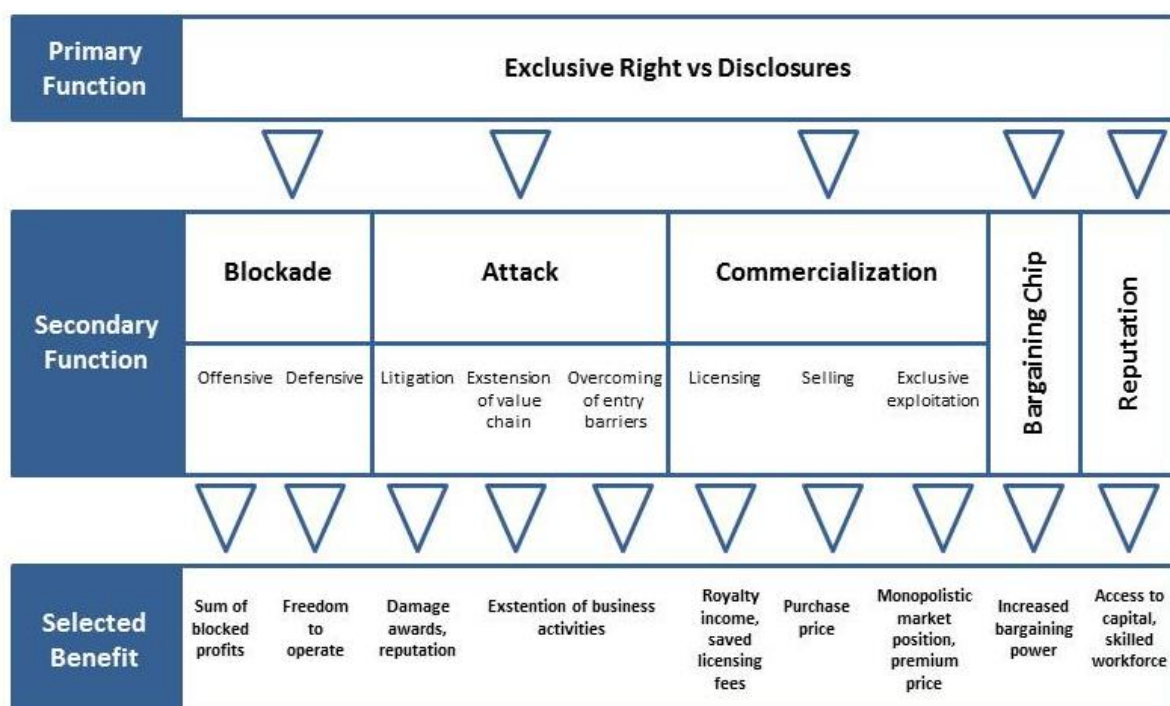 Primary
Function
Exclusive Right vs Disclosures
Secondary
Function
Blockade
Attack
Commercialization
Bargaining Chip
Reputation
Offensive Defensive Litigation Exstension Overcoming Licensing Selling Exclusive
of value of entry exploitation
chain barriers
Selected
Benefit
Sum of
blocked
profits
Freedom
to
operate
Damage
awards,
reputation
Exstention of business
activities
Royalty
income,
saved
licensing
fees
Purchase
price
Monopolistic
market
position,
premium
price
Increased
bargaining
power
Access to
capital,
skilled
workforce